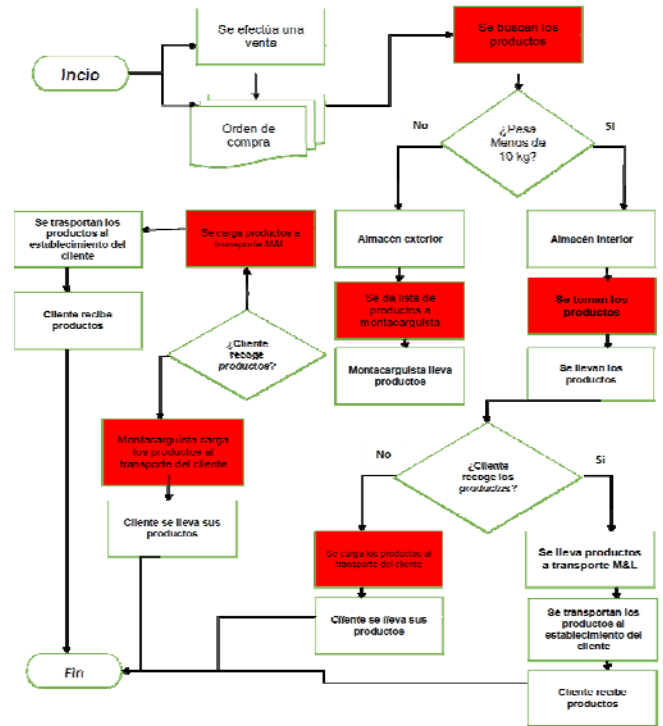 Incio
Se efectúa una
venta
Orden de
compra
Se buscan los
productos
No
¿Pesa
Menos de
10 kg?
Si
Almacén exterior
Almacén Interior
Se da lista de
productos a
montacarguista
Se toman los
productos
Montacarguista lleva
productos
Se llevan los
productos
Se trasportan los
productos al
establecimiento del
cliente
Se carga productos a
transporte M&L
Cliente recibe
productos
¿Cliente
recoge
productos?
Montacarguista carga
los productos al
transporte del cliente
Cliente se lleva sus
productos
No
¿Cliente
recoge los
productos?
Si
Se carga los productos al
transporte del cliente
Se lleva productos
a transporte M&L
Cliente se lleva sus
productos
Se transportan los
productos al
establecimiento del
cliente
Cliente recibe
productos
Fin